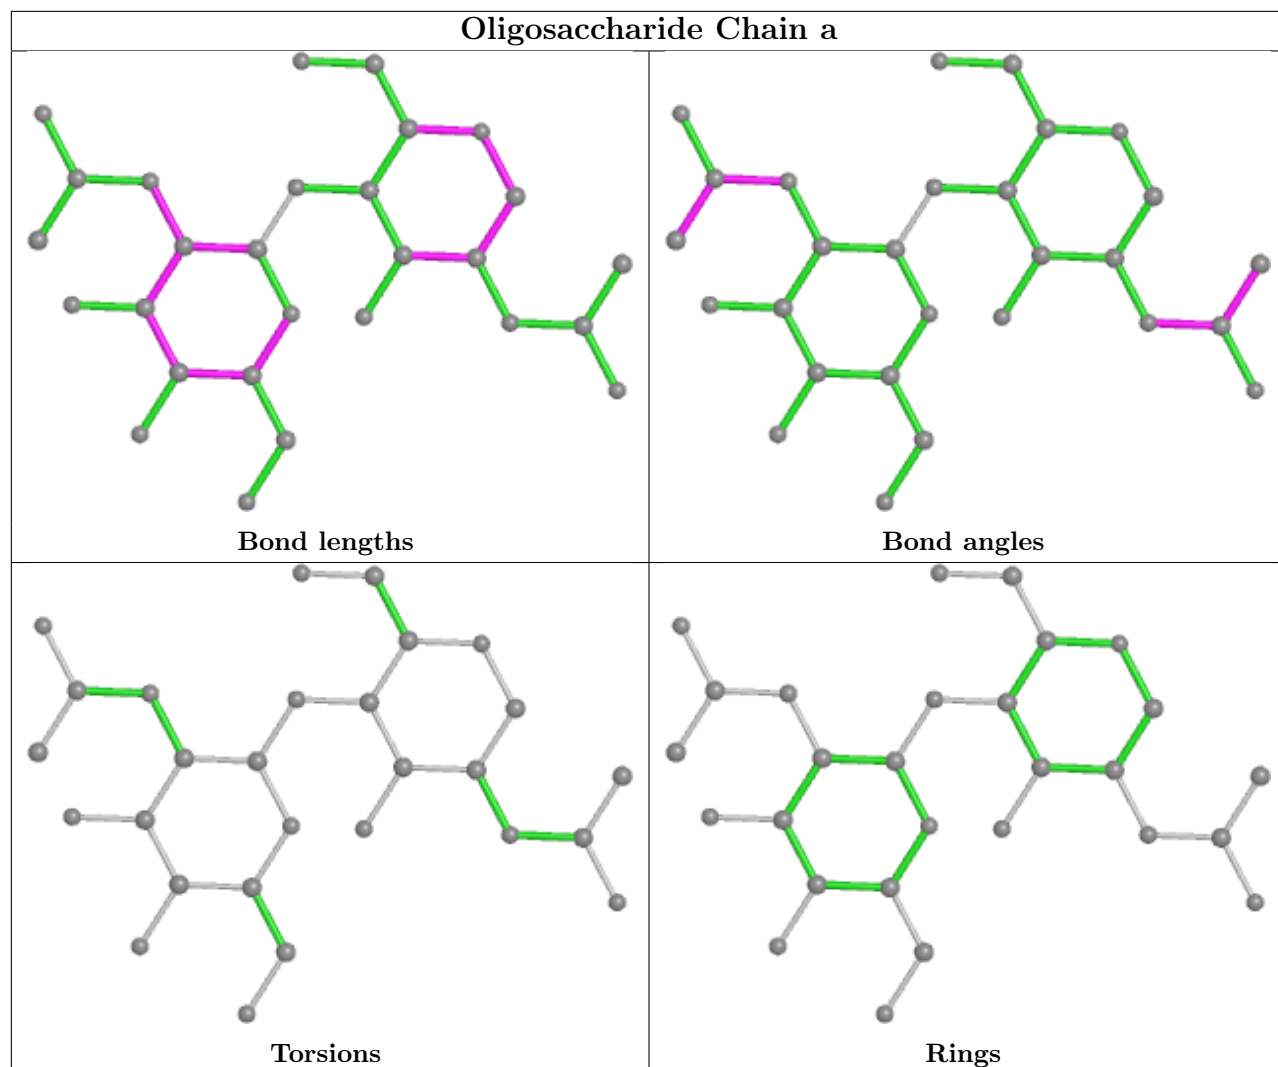 Oligosaccharide Chain a
Bond lengths
Bond angles
Torsions
Rings